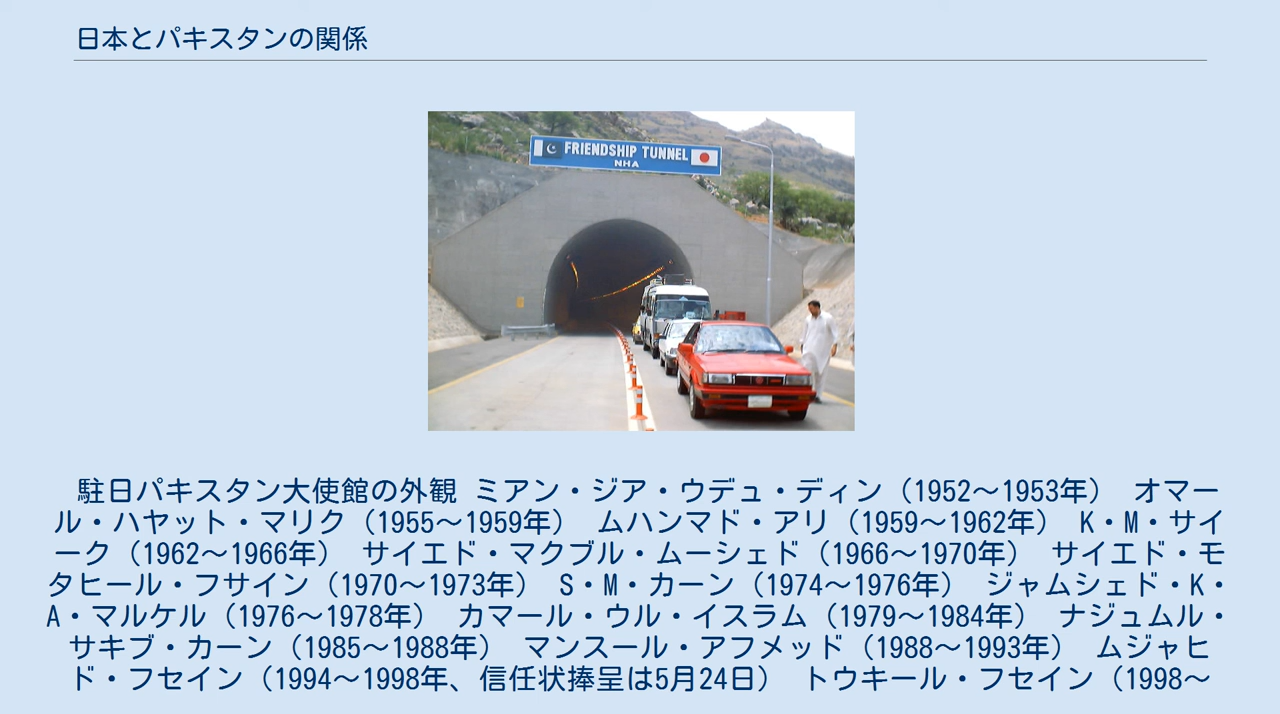 日本とパキスタンの関係
FRIENDSHIP TUNNEL
NHA
駐日パキスタン大使館の外観 ミアン・ジア・ウデュ・ディン（1952～1953年） オマー
ル・ハヤット・マリク（1955～1959年） ムハンマド・アリ（1959～1962年） K・M・サイ
ーク（1962～1966年） サイエド・マクブル・ムーシェド（1966～1970年） サイエド・モ
タヒール・フサイン（1970～1973年） S・M・カーン（1974～1976年） ジャムシェド・K・
A・マルケル（1976～1978年） カマール・ウル・イスラム（1979～1984年） ナジュムル・
サキブ・カーン（1985～1988年） マンスール・アフメッド（1988～1993年） ムジャヒ
ド・フセイン（1994～1998年、信任状捧呈は5月24日） トウキール・フセイン（1998～